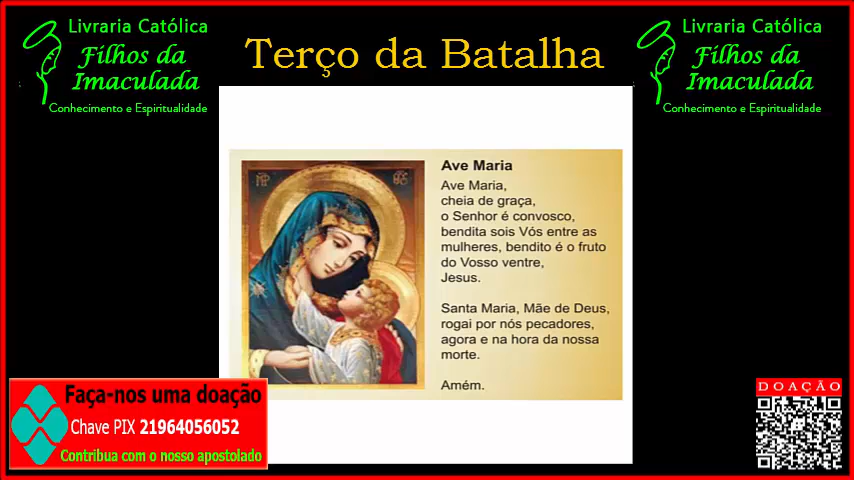 Livraria Católica
Filhos da
Imaculada
Conhecimento e Espiritualidade
Terço da Batalha
Livraria Católica
Filhos da
Imaculada
Conhecimento e Espiritualidade
Ave Maria
Ave Maria,
cheia de graça,
o Senhor é convosco,
bendita sois Vós entre as
mulheres, bendito é o fruto
do Vosso ventre,
Jesus.
Santa Maria, Mãe de Deus,
rogai por nós pecadores,
agora e na hora da nossa
morte.
Amém.
Faça-nos uma doação
Chave PIX 21964056052
Contribua com o nosso apostolado
DOAÇÃO